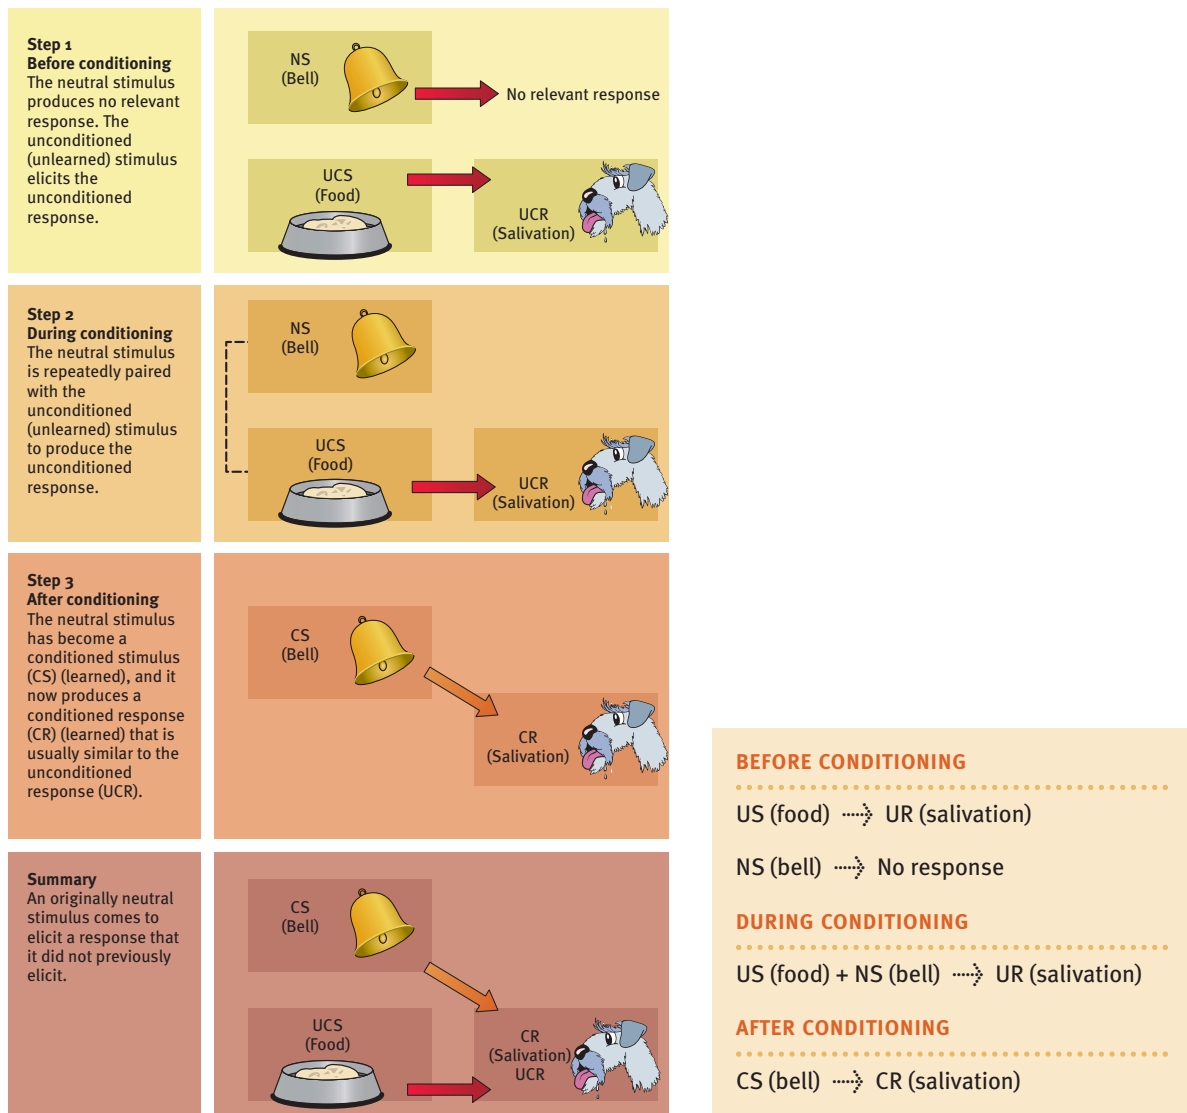 Step 1
Before conditioning
The neutral stimulus
produces no relevant
response. The
unconditioned
(unlearned) stimulus
elicits the
unconditioned
response.
NS
(Bell)
No relevant response
UCS
(Food)
UCR
(Salivation)
Step 2
During conditioning
The neutral stimulus
is repeatedly paired
with the
unconditioned
(unlearned) stimulus
to produce the
unconditioned
response.
NS
(Bell)
UCS
(Food)
UCR
(Salivation)
Step 3
After conditioning
The neutral stimulus
has become a
conditioned stimulus
(CS) (learned), and it
now produces a
conditioned response
(CR) (learned) that is
usually similar to the
unconditioned
response (UCR).
CS
(Bell)
CR
(Salivation)
Summary
An originally neutral
stimulus comes to
elicit a response that
it did not previously
elicit.
CS
(Bell)
UCS
(Food)
CR
(Salivation)
UCR
BEFORE CONDITIONING
US (food) ····> UR (salivation)
NS (bell) ····> No response
DURING CONDITIONING
US (food) + NS (bell) ····> UR (salivation)
AFTER CONDITIONING
CS (bell) ····> CR (salivation)